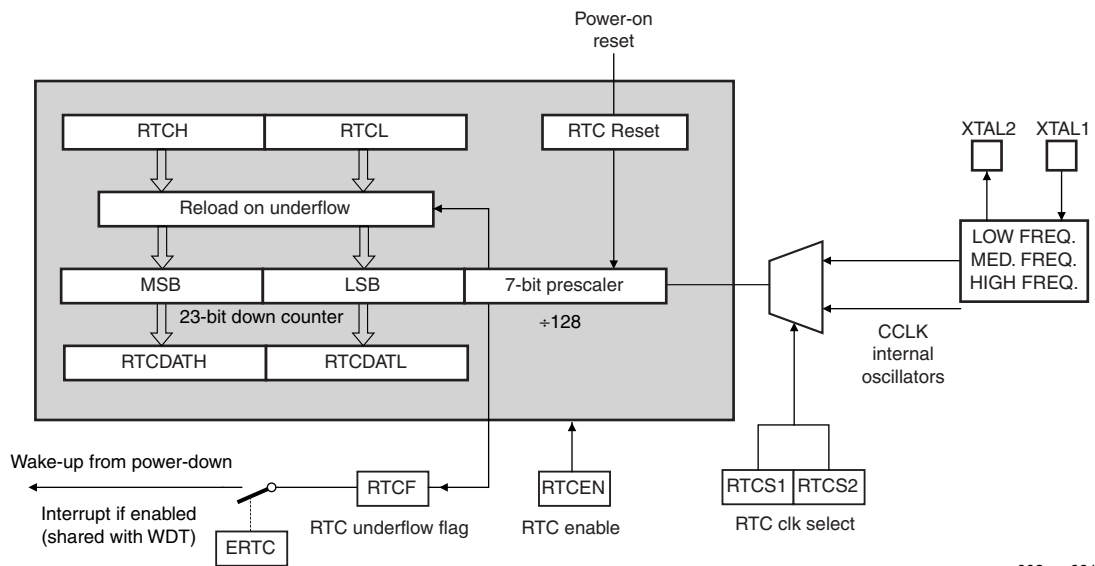 Power-on
reset
RTCH
RTCL
RTC Reset
XTAL2
XTAL1
Reload on underflow
LOW FREQ.
MED. FREQ.
HIGH FREQ.
MSB
LSB
7-bit prescaler
23-bit down counter
÷128
CCLK
internal
oscillators
RTCDATH
RTCDATL
Wake-up from power-down
RTCF
RTCEN
RTCS1
RTCS2
Interrupt if enabled
(shared with WDT)
RTC underflow flag
RTC enable
RTC clk select
ERTC